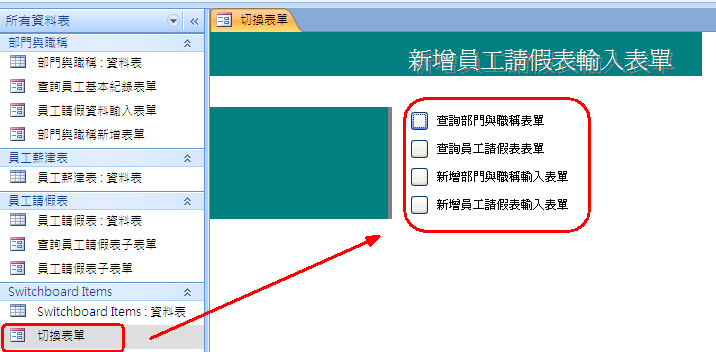 所有資料表
部門與職稱
部門與職稱 : 資料表
查詢員工基本紀錄表單
員工請假資料輸入表單
部門與職稱新增表單
員工薪津表
員工薪津表 : 資料表
員工請假表
員工請假表 : 資料表
查詢員工請假表子表單
員工請假表子表單
Switchboard Items
Switchboard Items : 資料表
切換表單
切換表單
新增員工請假表輸入表單
查詢部門與職稱表單
查詢員工請假表表單
新增部門與職稱輸入表單
新增員工請假表輸入表單